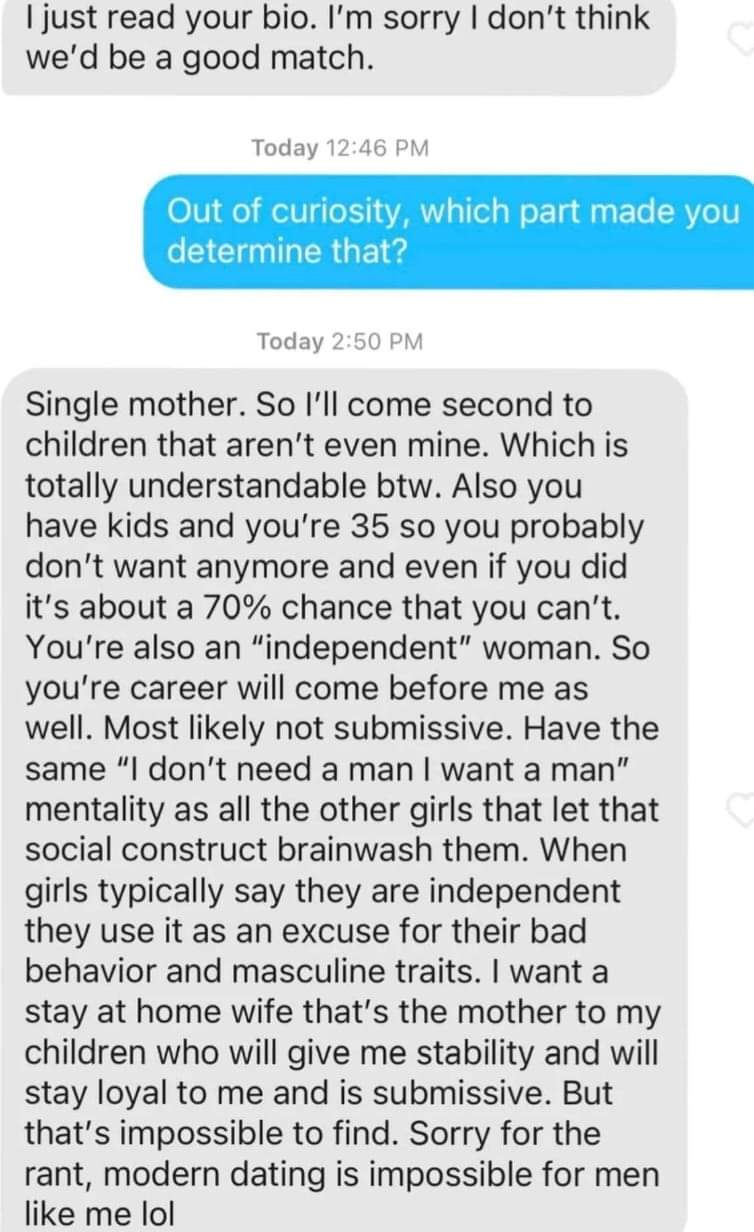 I just read your bio. I'm sorry I don't think
we'd be a good match.
Today 12:46 PM
Out of curiosity, which part made you
determine that?
Today 2:50 PM
Single mother. So I'll come second to
children that aren't even mine. Which is
totally understandable btw. Also you
have kids and you're 35 so you probably
don't want anymore and even if you did
it's about a 70% chance that you can't.
You're also an “independent” woman. So
you're career will come before me as
well. Most likely not submissive. Have the
same “I don't need a man I want a man”
mentality as all the other girls that let that
social construct brainwash them. When
girls typically say they are independent
they use it as an excuse for their bad
behavior and masculine traits. I want a
stay at home wife that's the mother to my
children who will give me stability and will
stay loyal to me and is submissive. But
that's impossible to find. Sorry for the
rant, modern dating is impossible for men
like me lol